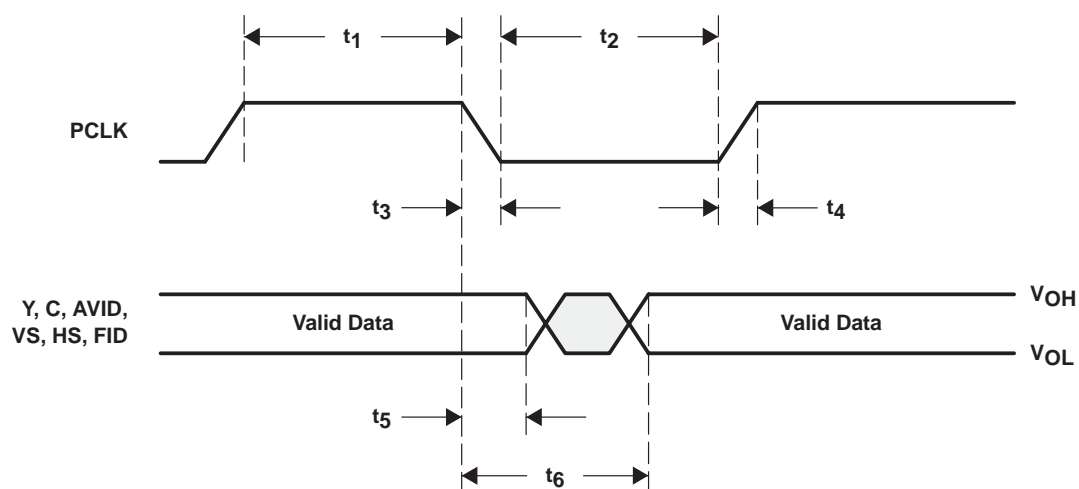 t1
t2
PCLK
t3
t4
Y, C, AVID,
VS, HS, FID
Valid Data
Valid Data
VOH
VOL
t5
t6